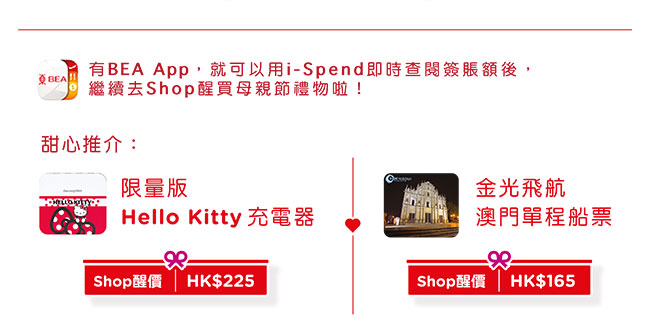 BEA
有BEA App，就可以用i-Spend即時查閱簽賬額後，
繼續去Shop醒買母親節禮物啦！
甜心推介：
HELLO KITTY
限量版
Hello Kitty 充電器
Shop醒價 HK$225
金光飛航
澳門單程船票
Shop醒價 HK$165